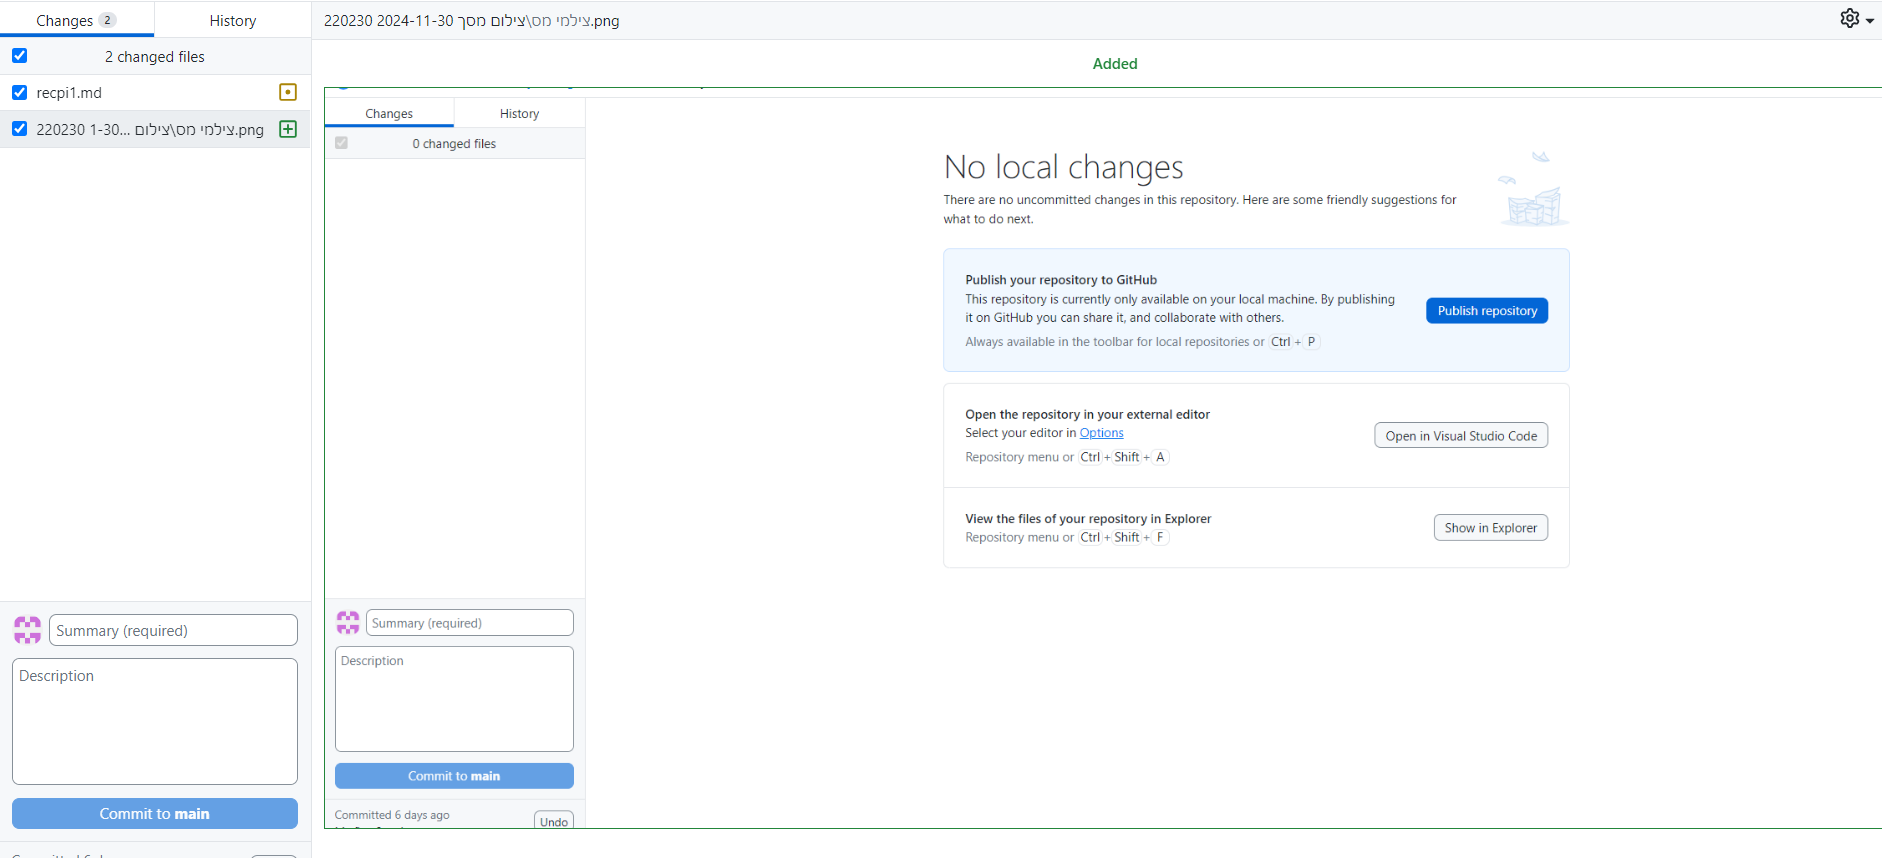 Changes 2
History
צילמי מס\צילום מסך 2024-11-30 220230.png
2 changed files
Added
recpi1.md
צילמי מס\צילום ...1-30 220230.png
Changes
History
0 changed files
No local changes
There are no uncommitted changes in this repository. Here are some friendly suggestions for
what to do next.
Publish your repository to GitHub
This repository is currently only available on your local machine. By publishing
it on GitHub you can share it, and collaborate with others.
Always available in the toolbar for local repositories or Ctrl + P
Publish repository
Open the repository in your external editor
Select your editor in Options
Repository menu or Ctrl + Shift + A
Open in Visual Studio Code
View the files of your repository in Explorer
Repository menu or Ctrl + Shift + F
Show in Explorer
Summary (required)
Description
Commit to main
Committed 6 days ago
Undo
Summary (required)
Description
Commit to main